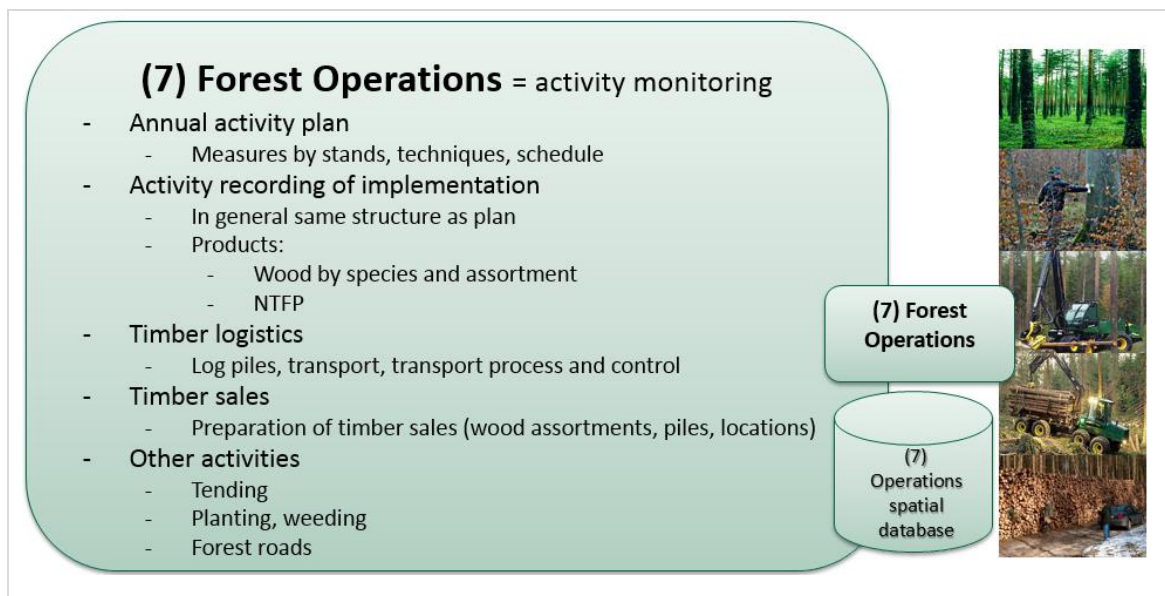 (7) Forest Operations = activity monitoring
- Annual activity plan
- Measures by stands, techniques, schedule
- Activity recording of implementation
- In general same structure as plan
- Products:
- Wood by species and assortment
- NTFP
- Timber logistics
- Log piles, transport, transport process and control
- Timber sales
- Preparation of timber sales (wood assortments, piles, locations)
- Other activities
- Tending
- Planting, weeding
- Forest roads
(7) Forest
Operations
(7)
Operations
spatial
database